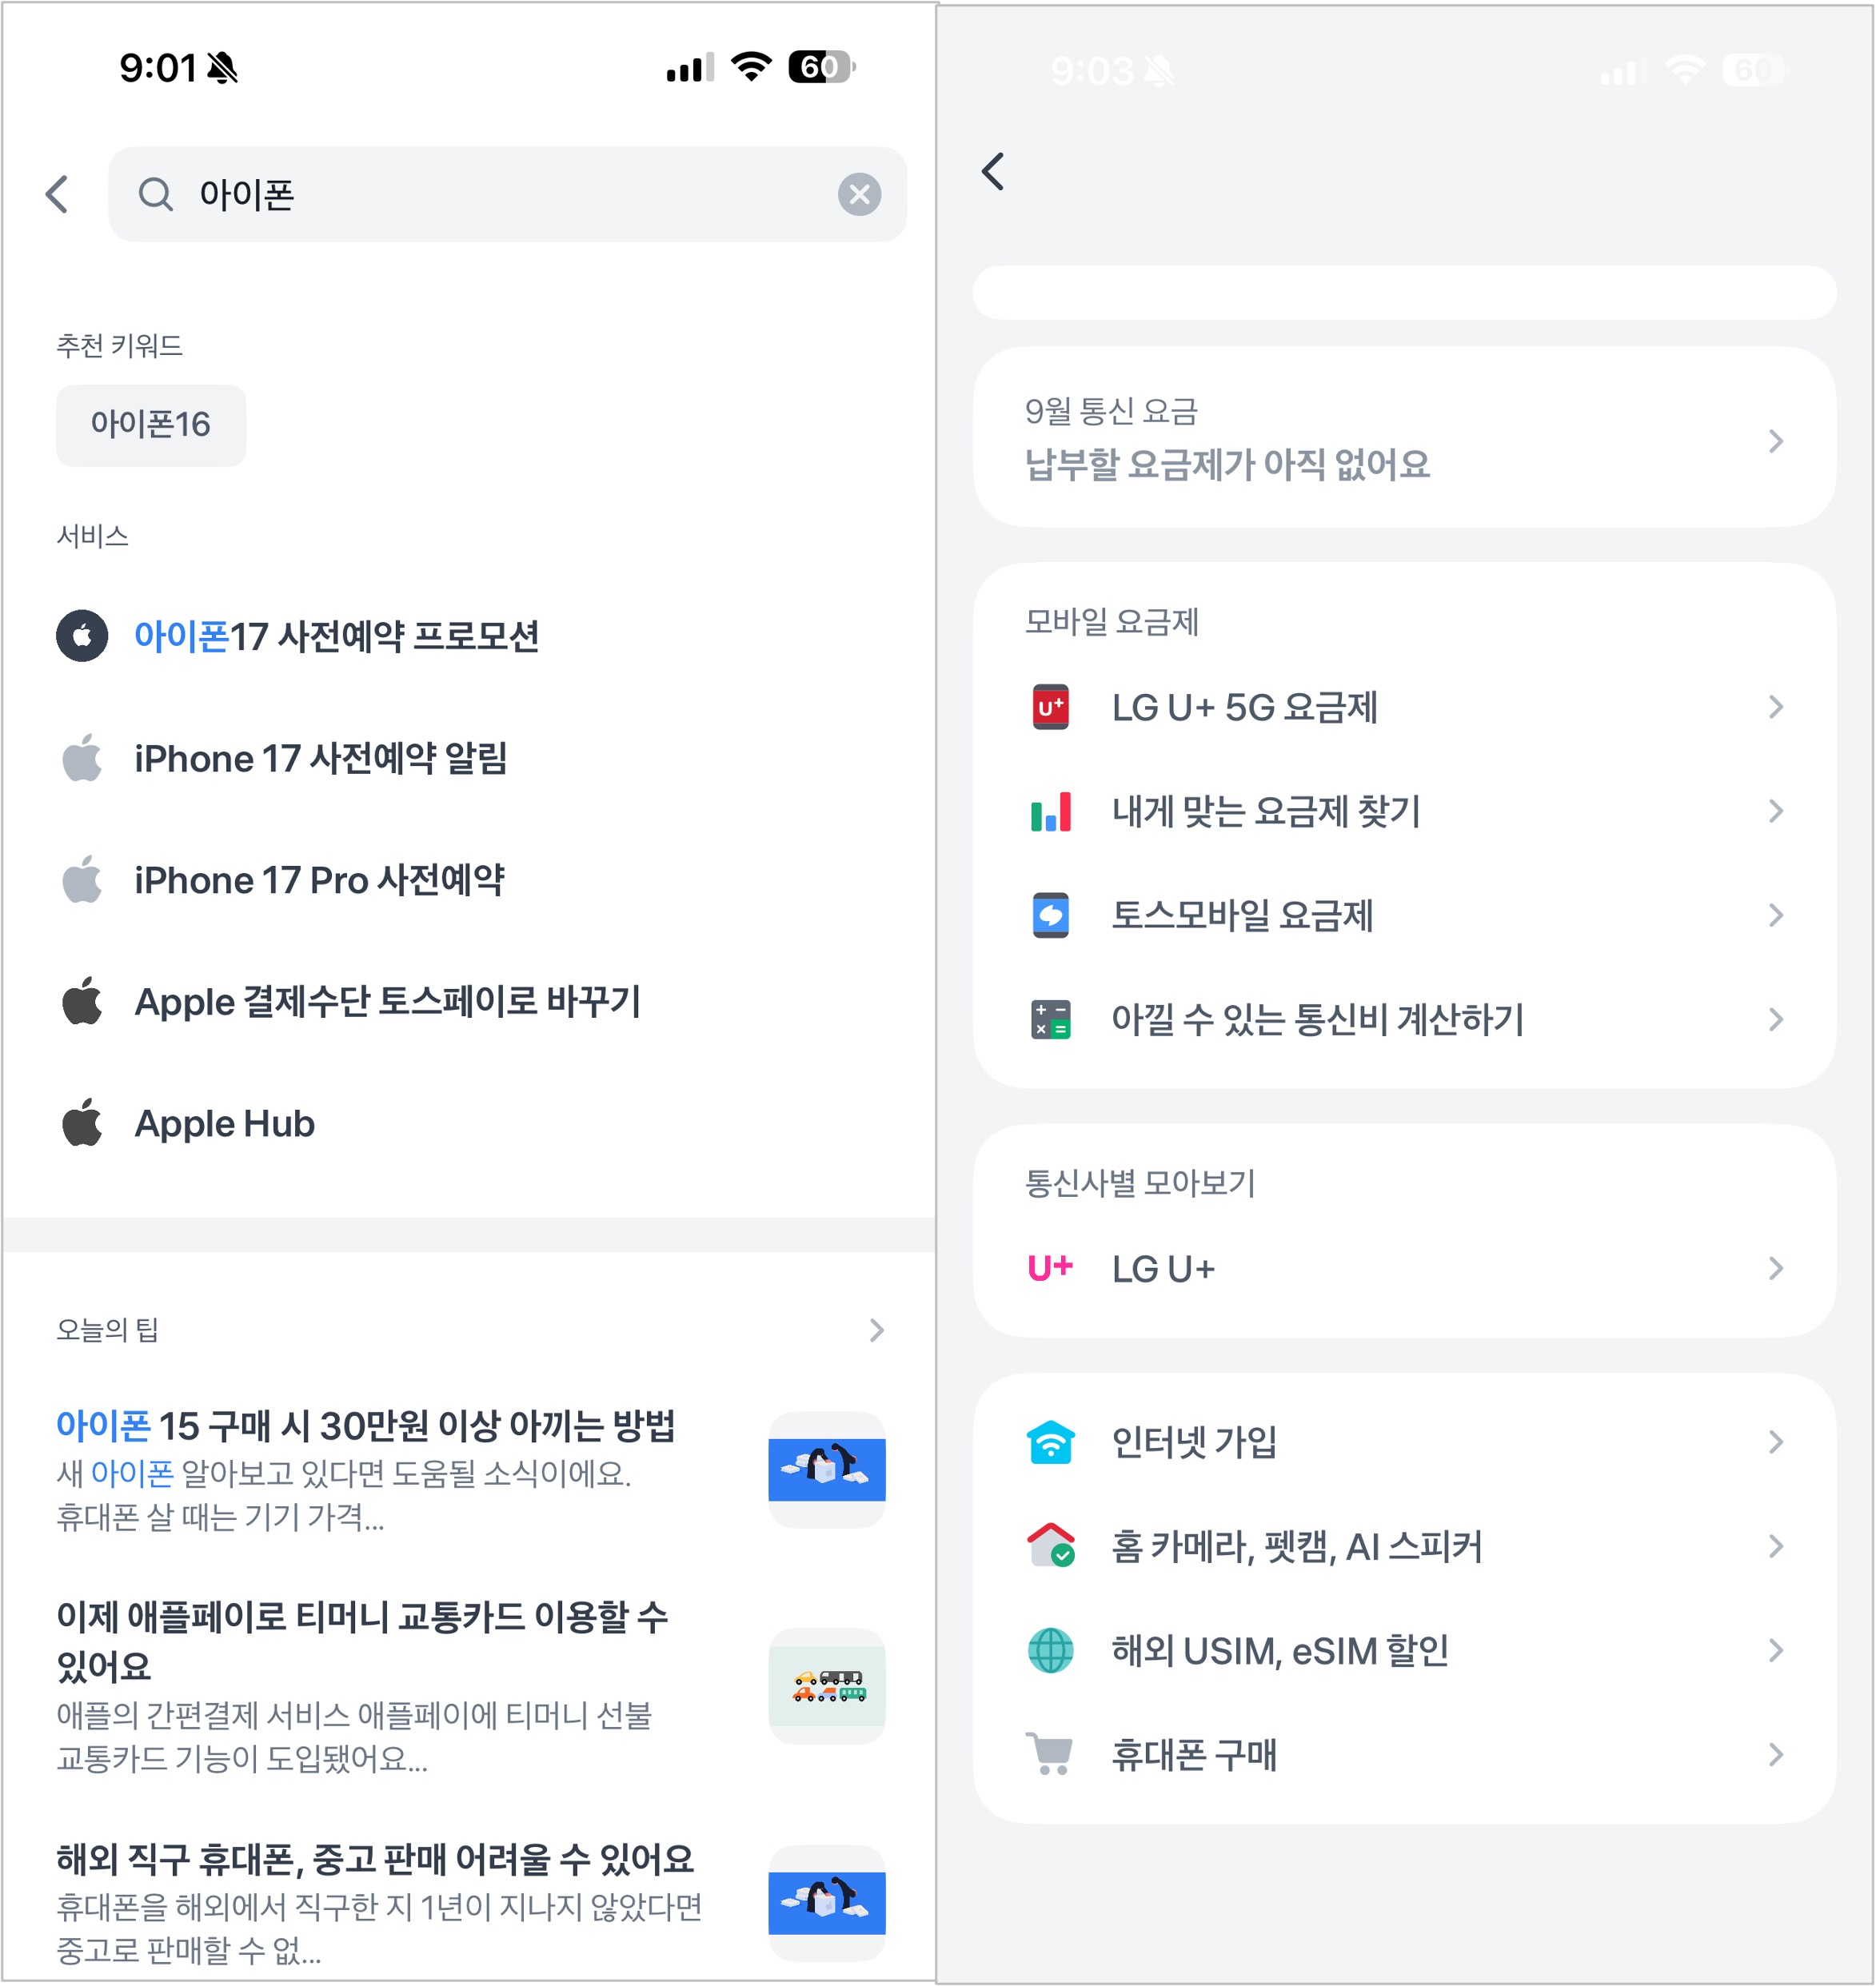 9:01
60
아이폰
추천 키워드
아이폰16
서비스
아이폰17 사전예약 프로모션
iPhone 17 사전예약 알림
iPhone 17 Pro 사전예약
Apple 결제수단 토스페이로 바꾸기
Apple Hub
오늘의 팁
아이폰 15 구매 시 30만원 이상 아끼는 방법
새 아이폰 알아보고 있다면 도움될 소식이에요.
휴대폰 살 때는 기기 가격...
이제 애플페이로 티머니 교통카드 이용할 수
있어요
애플의 간편결제 서비스 애플페이에 티머니 선불
교통카드 기능이 도입됐어요...
해외 직구 휴대폰, 중고 판매 어려울 수 있어요
휴대폰을 해외에서 직구한 지 1년이 지나지 않았다면
중고로 판매할 수 없...
9:03
60
9월 통신 요금
납부할 요금제가 아직 없어요
모바일 요금제
U+
LG U+ 5G 요금제
내게 맞는 요금제 찾기
토스모바일 요금제
아낄 수 있는 통신비 계산하기
통신사별 모아보기
U+
LG U+
인터넷 가입
홈 카메라, 펫캠, AI 스피커
해외 USIM, eSIM 할인
휴대폰 구매